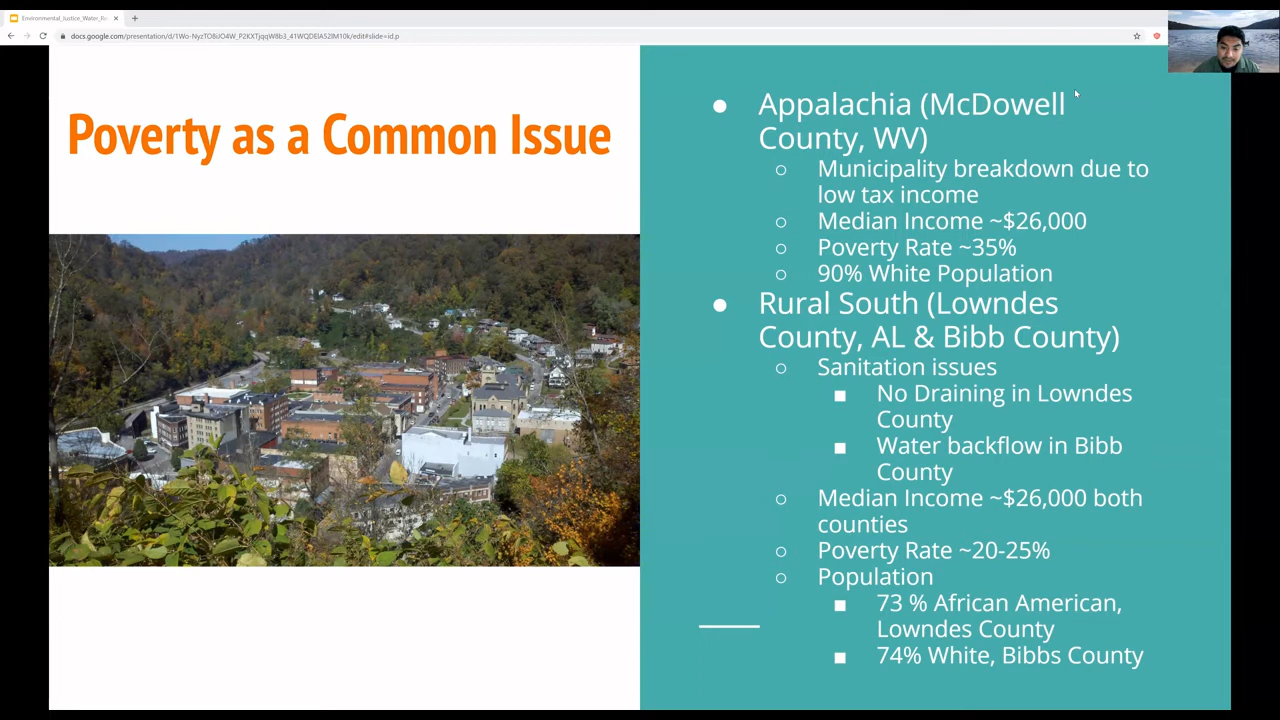 Environmental_Justice_Water_Re
docs.google.com/presentation/d/1Wo-NyzTO8iJO4W_P2KXTjqqW8b3_41WQDElA52lM10k/edit#slide=id.p
Poverty as a Common Issue
● Appalachia (McDowell
County, WV)
○ Municipality breakdown due to
low tax income
○ Median Income ~$26,000
○ Poverty Rate ~35%
○ 90% White Population
● Rural South (Lowndes
County, AL & Bibb County)
○ Sanitation issues
■ No Draining in Lowndes
County
■ Water backflow in Bibb
County
○ Median Income ~$26,000 both
counties
○ Poverty Rate ~20-25%
○ Population
■ 73 % African American,
Lowndes County
■ 74% White, Bibbs County